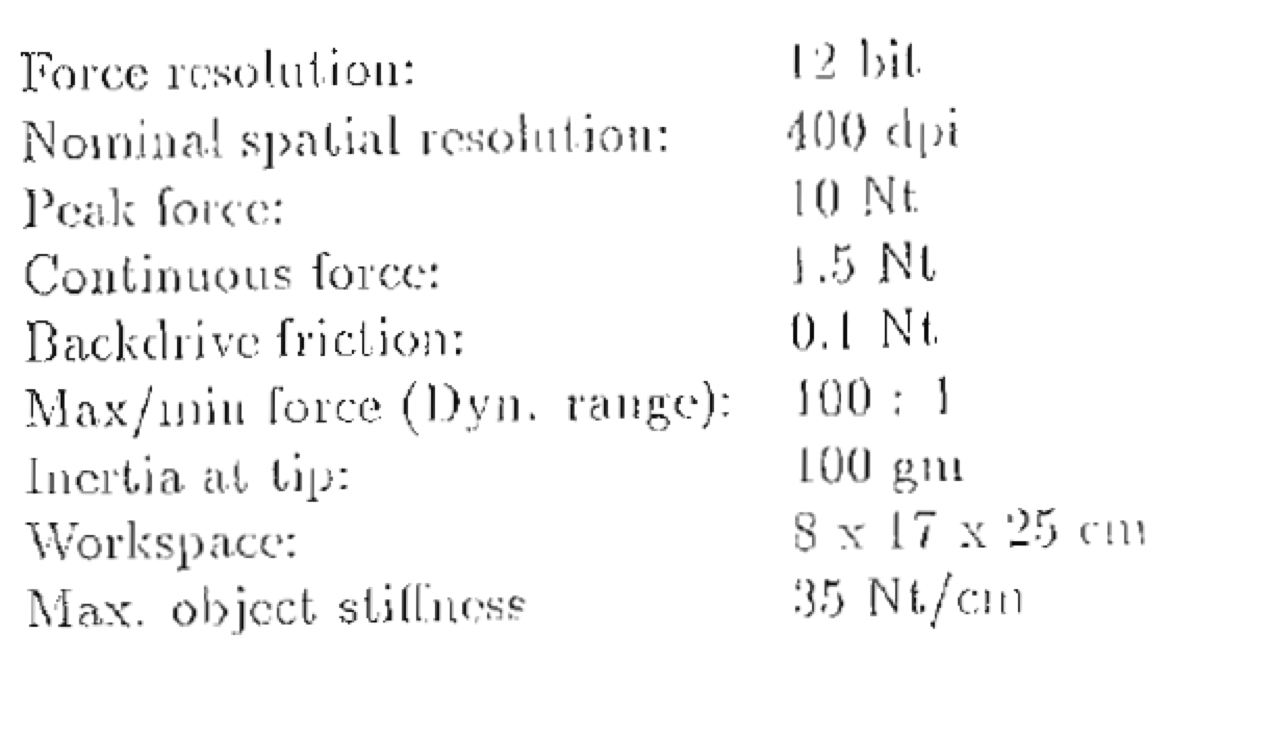 Force resolution: 12 bit
Nominal spatial resolution: 400 dpi
Peak force: 10 Nt
Continuous force: 1.5 Nt
Backdrive friction: 0.1 Nt
Max/min force (Dyn. range): 100 : 1
Inertia at tip: 100 gm
Workspace: 8 x 17 x 25 cm
Max. object stiffness 35 Nt/cm